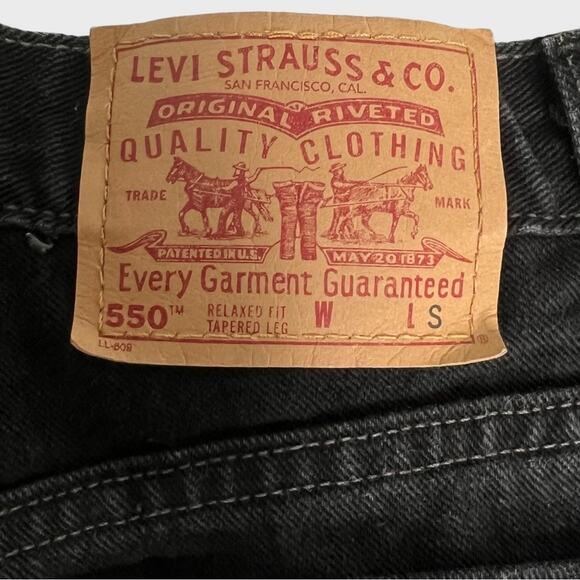 LEVI STRAUSS & CO.
SAN FRANCISCO, CAL.
ORIGINAL RIVETED
QUALITY CLOTHING
TRADE MARK
PATENTED IN U.S. MAY 20 1873
Every Garment Guaranteed
550™ RELAXED FIT W L S
TAPERED LEG
LL-609 ®